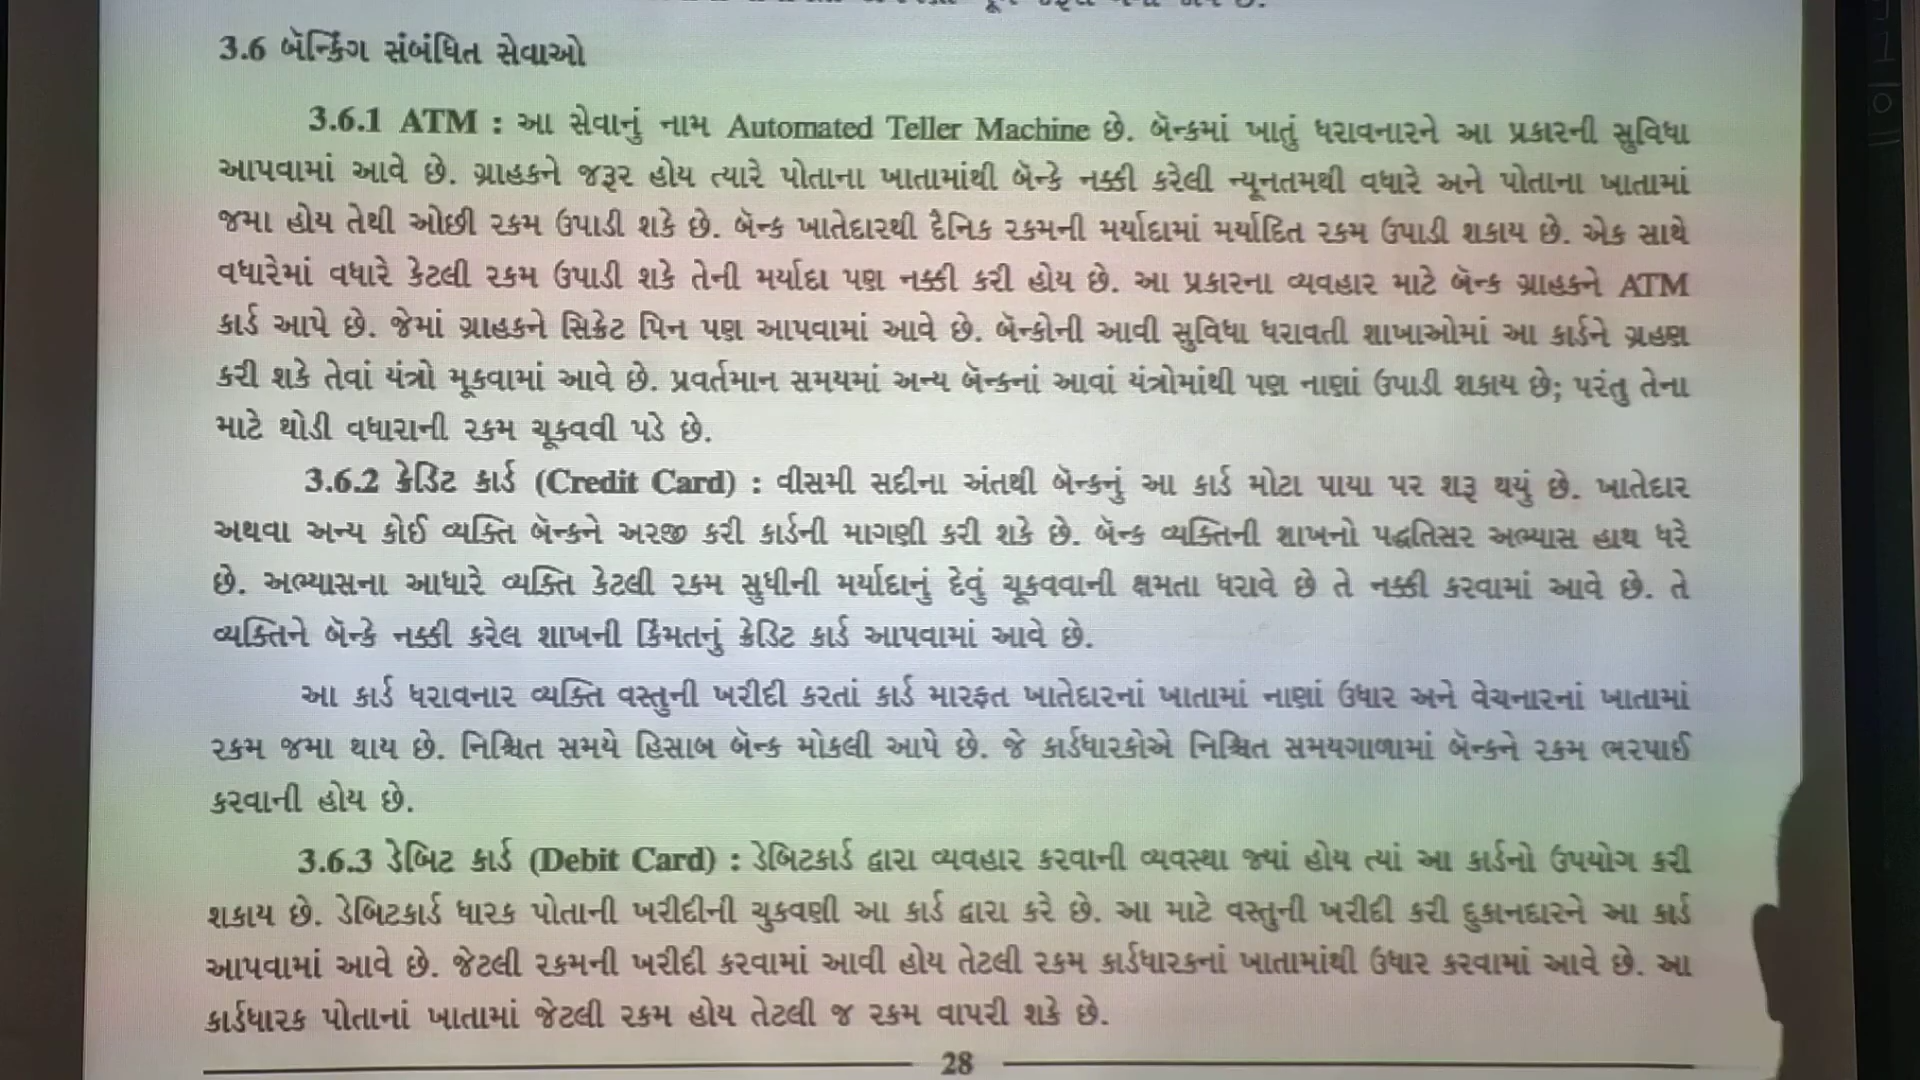 3.6 બૅન્કિંગ સંબંધિત સેવાઓ
3.6.1 ATM : આ સેવાનું નામ Automated Teller Machine છે. બૅન્કમાં ખાતું ધરાવનારને આ પ્રકારની સુવિધા
આપવામાં આવે છે. ગ્રાહકને જરૂર હોય ત્યારે પોતાના ખાતામાંથી બૅન્કે નક્કી કરેલી ન્યૂનતમથી વધારે અને પોતાના ખાતામાં
જમા હોય તેથી ઓછી રકમ ઉપાડી શકે છે. બૅન્ક ખાતેદારથી દૈનિક રકમની મર્યાદામાં મર્યાદિત રકમ ઉપાડી શકાય છે. એક સાથે
વધારેમાં વધારે કેટલી રકમ ઉપાડી શકે તેની મર્યાદા પણ નક્કી કરી હોય છે. આ પ્રકારના વ્યવહાર માટે બૅન્ક ગ્રાહકને ATM
કાર્ડ આપે છે. જેમાં ગ્રાહકને સિક્રેટ પિન પણ આપવામાં આવે છે. બૅન્કોની આવી સુવિધા ધરાવતી શાખાઓમાં આ કાર્ડને ગ્રહણ
કરી શકે તેવાં યંત્રો મૂકવામાં આવે છે. પ્રવર્તમાન સમયમાં અન્ય બૅન્કનાં આવાં યંત્રોમાંથી પણ નાણાં ઉપાડી શકાય છે; પરંતુ તેના
માટે થોડી વધારાની રકમ ચૂકવવી પડે છે.
3.6.2 ક્રેડિટ કાર્ડ (Credit Card) : વીસમી સદીના અંતથી બૅન્કનું આ કાર્ડ મોટા પાયા પર શરૂ થયું છે. ખાતેદાર
અથવા અન્ય કોઈ વ્યક્તિ બૅન્કને અરજી કરી કાર્ડની માગણી કરી શકે છે. બૅન્ક વ્યક્તિની શાખનો પદ્ધતિસર અભ્યાસ હાથ ધરે
છે. અભ્યાસના આધારે વ્યક્તિ કેટલી રકમ સુધીની મર્યાદાનું દેવું ચૂકવવાની ક્ષમતા ધરાવે છે તે નક્કી કરવામાં આવે છે. તે
વ્યક્તિને બૅન્કે નક્કી કરેલ શાખની કિંમતનું ક્રેડિટ કાર્ડ આપવામાં આવે છે.
આ કાર્ડ ધરાવનાર વ્યક્તિ વસ્તુની ખરીદી કરતાં કાર્ડ મારફત ખાતેદારનાં ખાતામાં નાણાં ઉધાર અને વેચનારનાં ખાતામાં
રકમ જમા થાય છે. નિશ્ચિત સમયે હિસાબ બૅન્ક મોકલી આપે છે. જે કાર્ડધારકોએ નિશ્ચિત સમયગાળામાં બૅન્કને રકમ ભરપાઈ
કરવાની હોય છે.
3.6.3 ડેબિટ કાર્ડ (Debit Card) : ડેબિટકાર્ડ દ્વારા વ્યવહાર કરવાની વ્યવસ્થા જ્યાં હોય ત્યાં આ કાર્ડનો ઉપયોગ કરી
શકાય છે. ડેબિટકાર્ડ ધારક પોતાની ખરીદીની ચુકવણી આ કાર્ડ દ્વારા કરે છે. આ માટે વસ્તુની ખરીદી કરી દુકાનદારને આ કાર્ડ
આપવામાં આવે છે. જેટલી રકમની ખરીદી કરવામાં આવી હોય તેટલી રકમ કાર્ડધારકનાં ખાતામાંથી ઉધાર કરવામાં આવે છે. આ
કાર્ડધારક પોતાનાં ખાતામાં જેટલી રકમ હોય તેટલી જ રકમ વાપરી શકે છે.
28